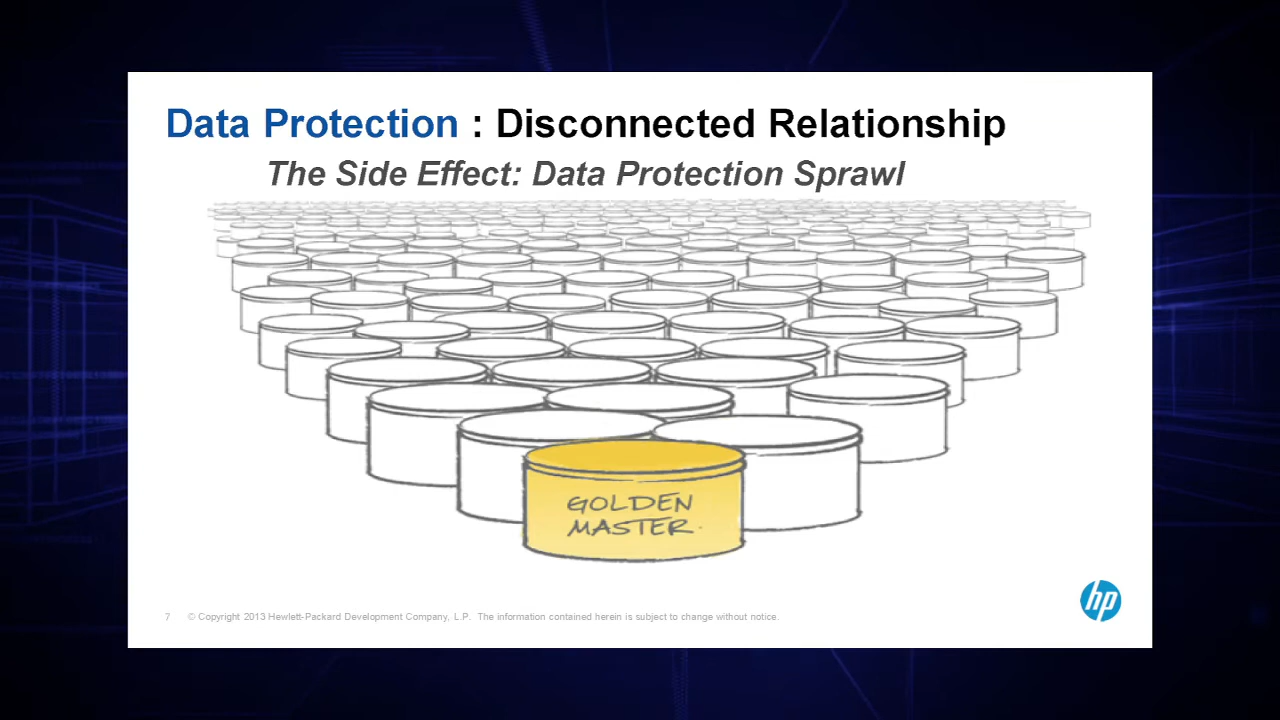 Data Protection : Disconnected Relationship
The Side Effect: Data Protection Sprawl
GOLDEN
MASTER.
7 © Copyright 2013 Hewlett-Packard Development Company, L.P. The information contained herein is subject to change without notice.
hp